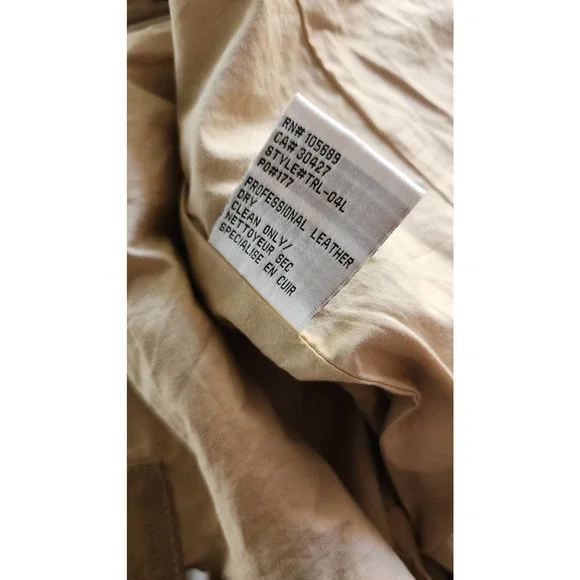 RN# 105689
CA# 30427
STYLE#TRL-04L
PO#177
PROFESSIONAL LEATHER
DRY
CLEAN ONLY/
NETTOYEUR SEC
SPECIALISE EN CUIR